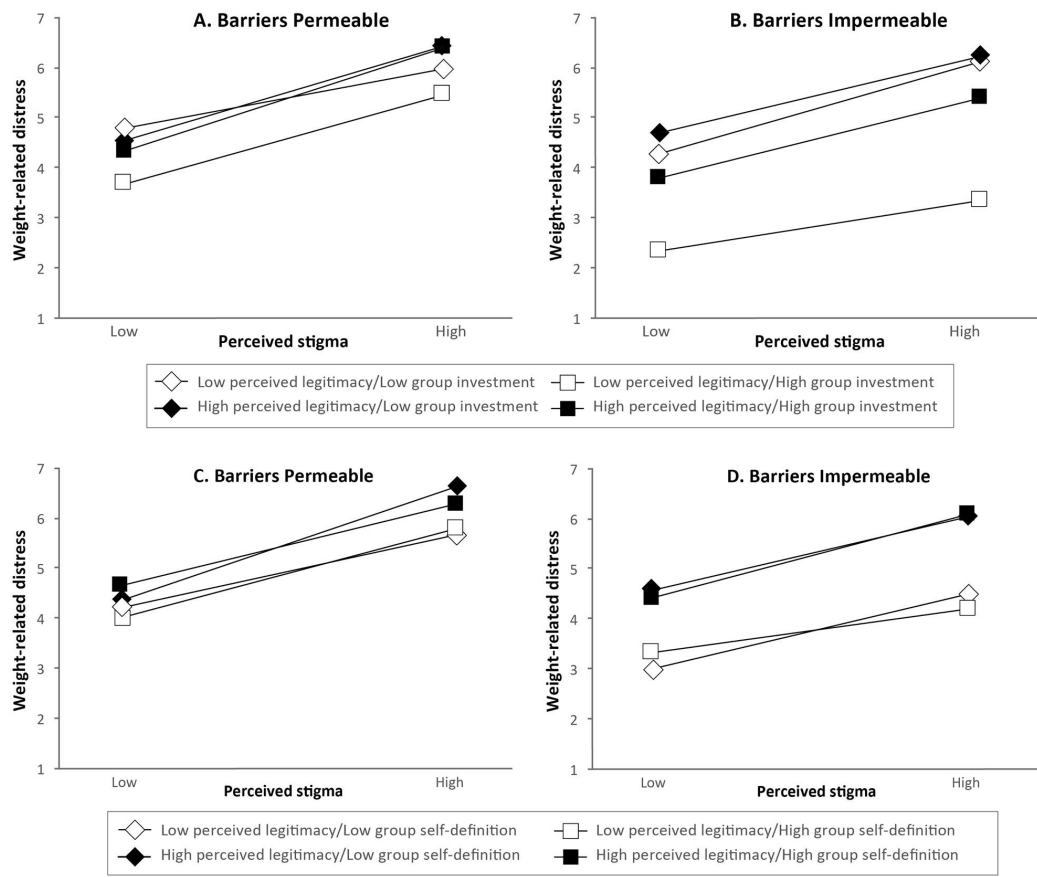 A. Barriers Permeable
Weight-related distress
7
6
5
4
3
2
1
Low
High
Perceived stigma
B. Barriers Impermeable
Weight-related distress
7
6
5
4
3
2
1
Low
High
Perceived stigma
Low perceived legitimacy/Low group investment
Low perceived legitimacy/High group investment
High perceived legitimacy/Low group investment
High perceived legitimacy/High group investment
C. Barriers Permeable
Weight-related distress
7
6
5
4
3
2
1
Low
High
Perceived stigma
D. Barriers Impermeable
Weight-related distress
7
6
5
4
3
2
1
Low
High
Perceived stigma
Low perceived legitimacy/Low group self-definition
Low perceived legitimacy/High group self-definition
High perceived legitimacy/Low group self-definition
High perceived legitimacy/High group self-definition